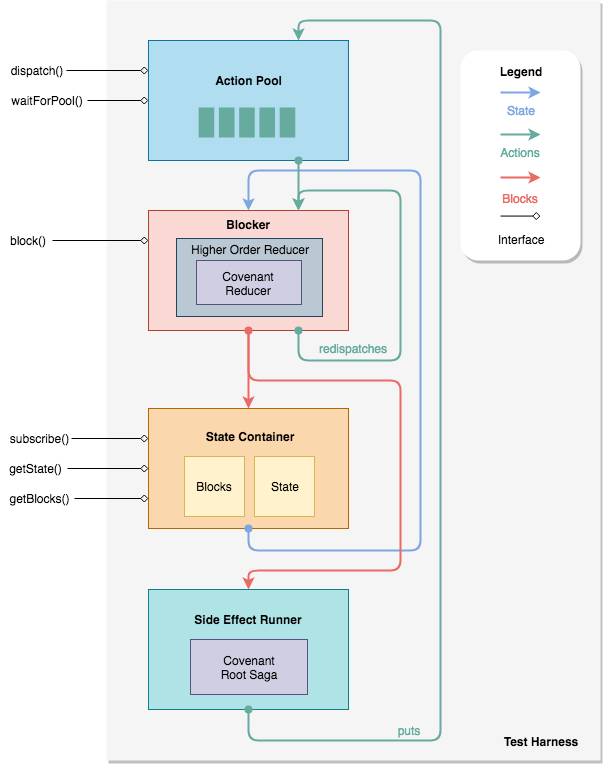 Action Pool
dispatch()
waitForPool()
Legend
State
Actions
Blocks
Interface
Blocker
block()
Higher Order Reducer
Covenant
Reducer
redispatches
State Container
subscribe()
getState()
getBlocks()
Blocks
State
Side Effect Runner
Covenant
Root Saga
puts
Test Harness